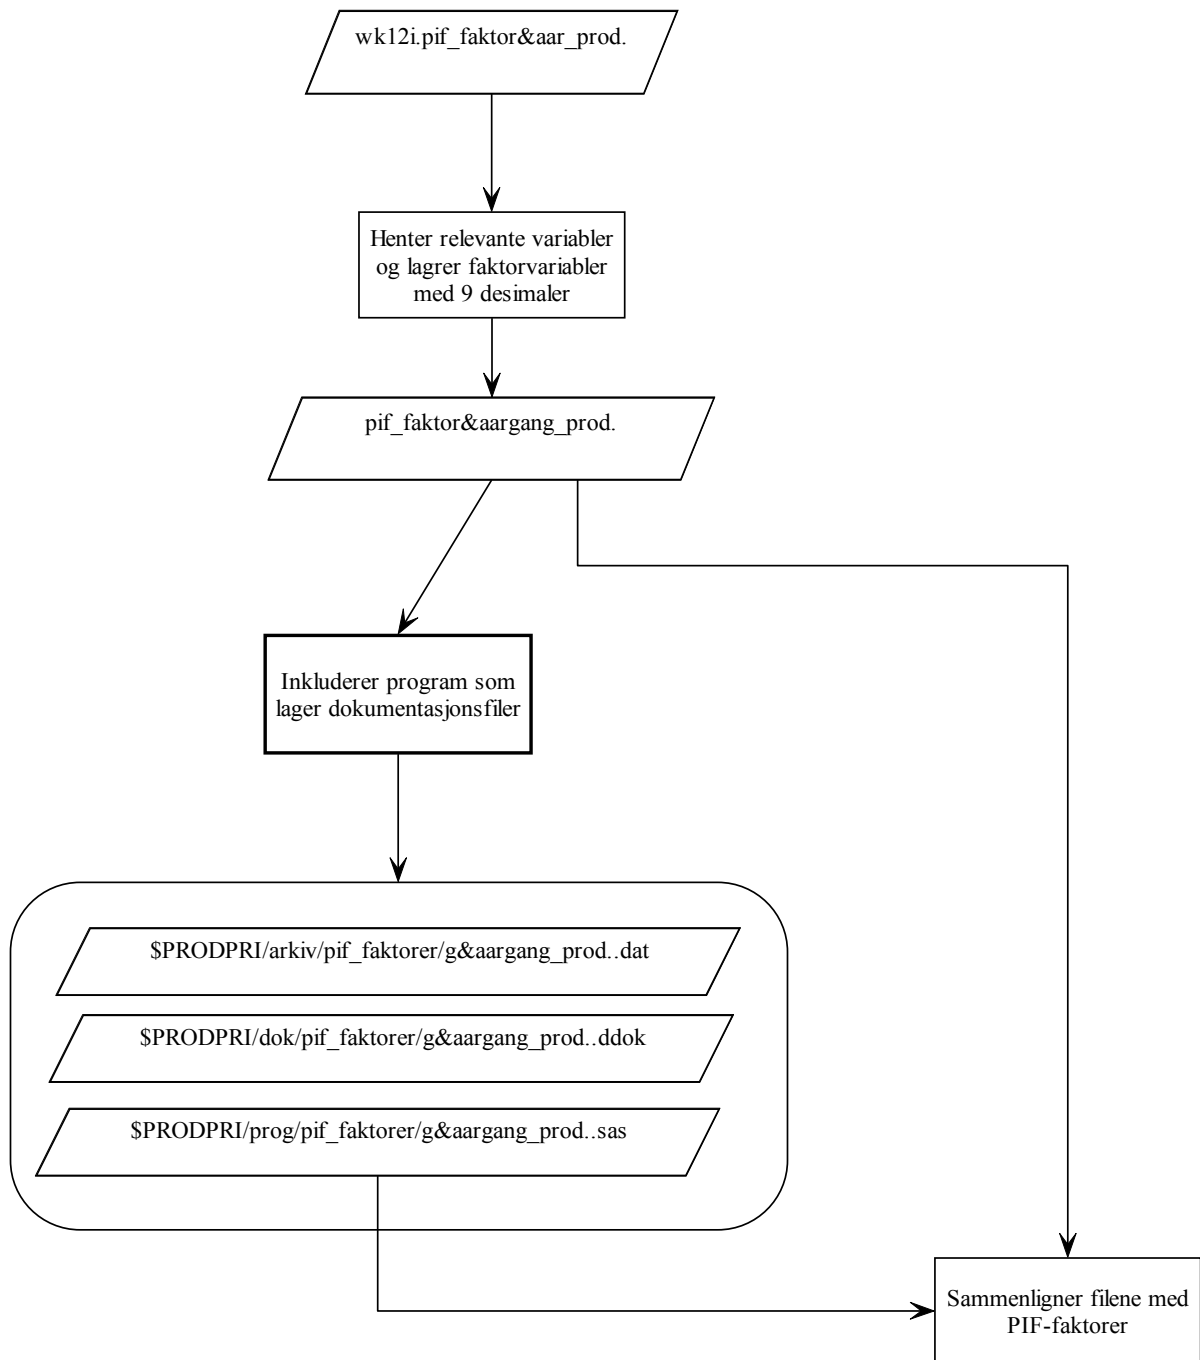 wk12i.pif_faktor&aar_prod.
Henter relevante variabler
og lagrer faktorvariabler
med 9 desimaler
pif_faktor&aargang_prod.
Inkluderer program som
lager dokumentasjonsfiler
$PRODPRI/arkiv/pif_faktorer/g&aargang_prod..dat
$PRODPRI/dok/pif_faktorer/g&aargang_prod..ddok
$PRODPRI/prog/pif_faktorer/g&aargang_prod..sas
Sammenligner filene med
PIF-faktorer